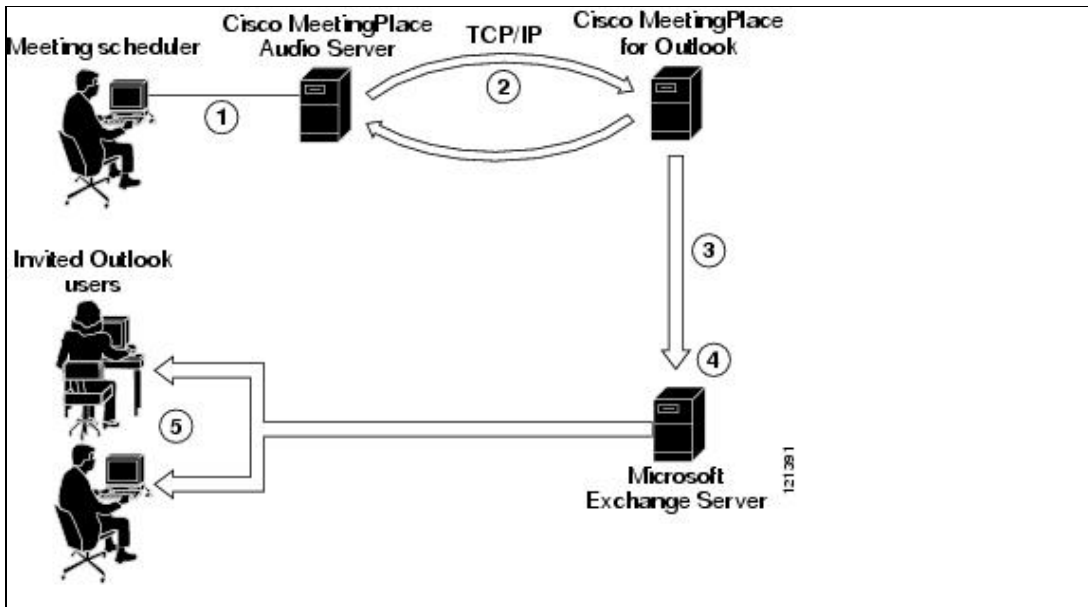 Meeting scheduler
Cisco MeetingPlace
Audio Server
TCP/IP
Cisco MeetingPlace
for Outlook
1
2
3
4
Invited Outlook
users
5
Microsoft
Exchange Server
121391